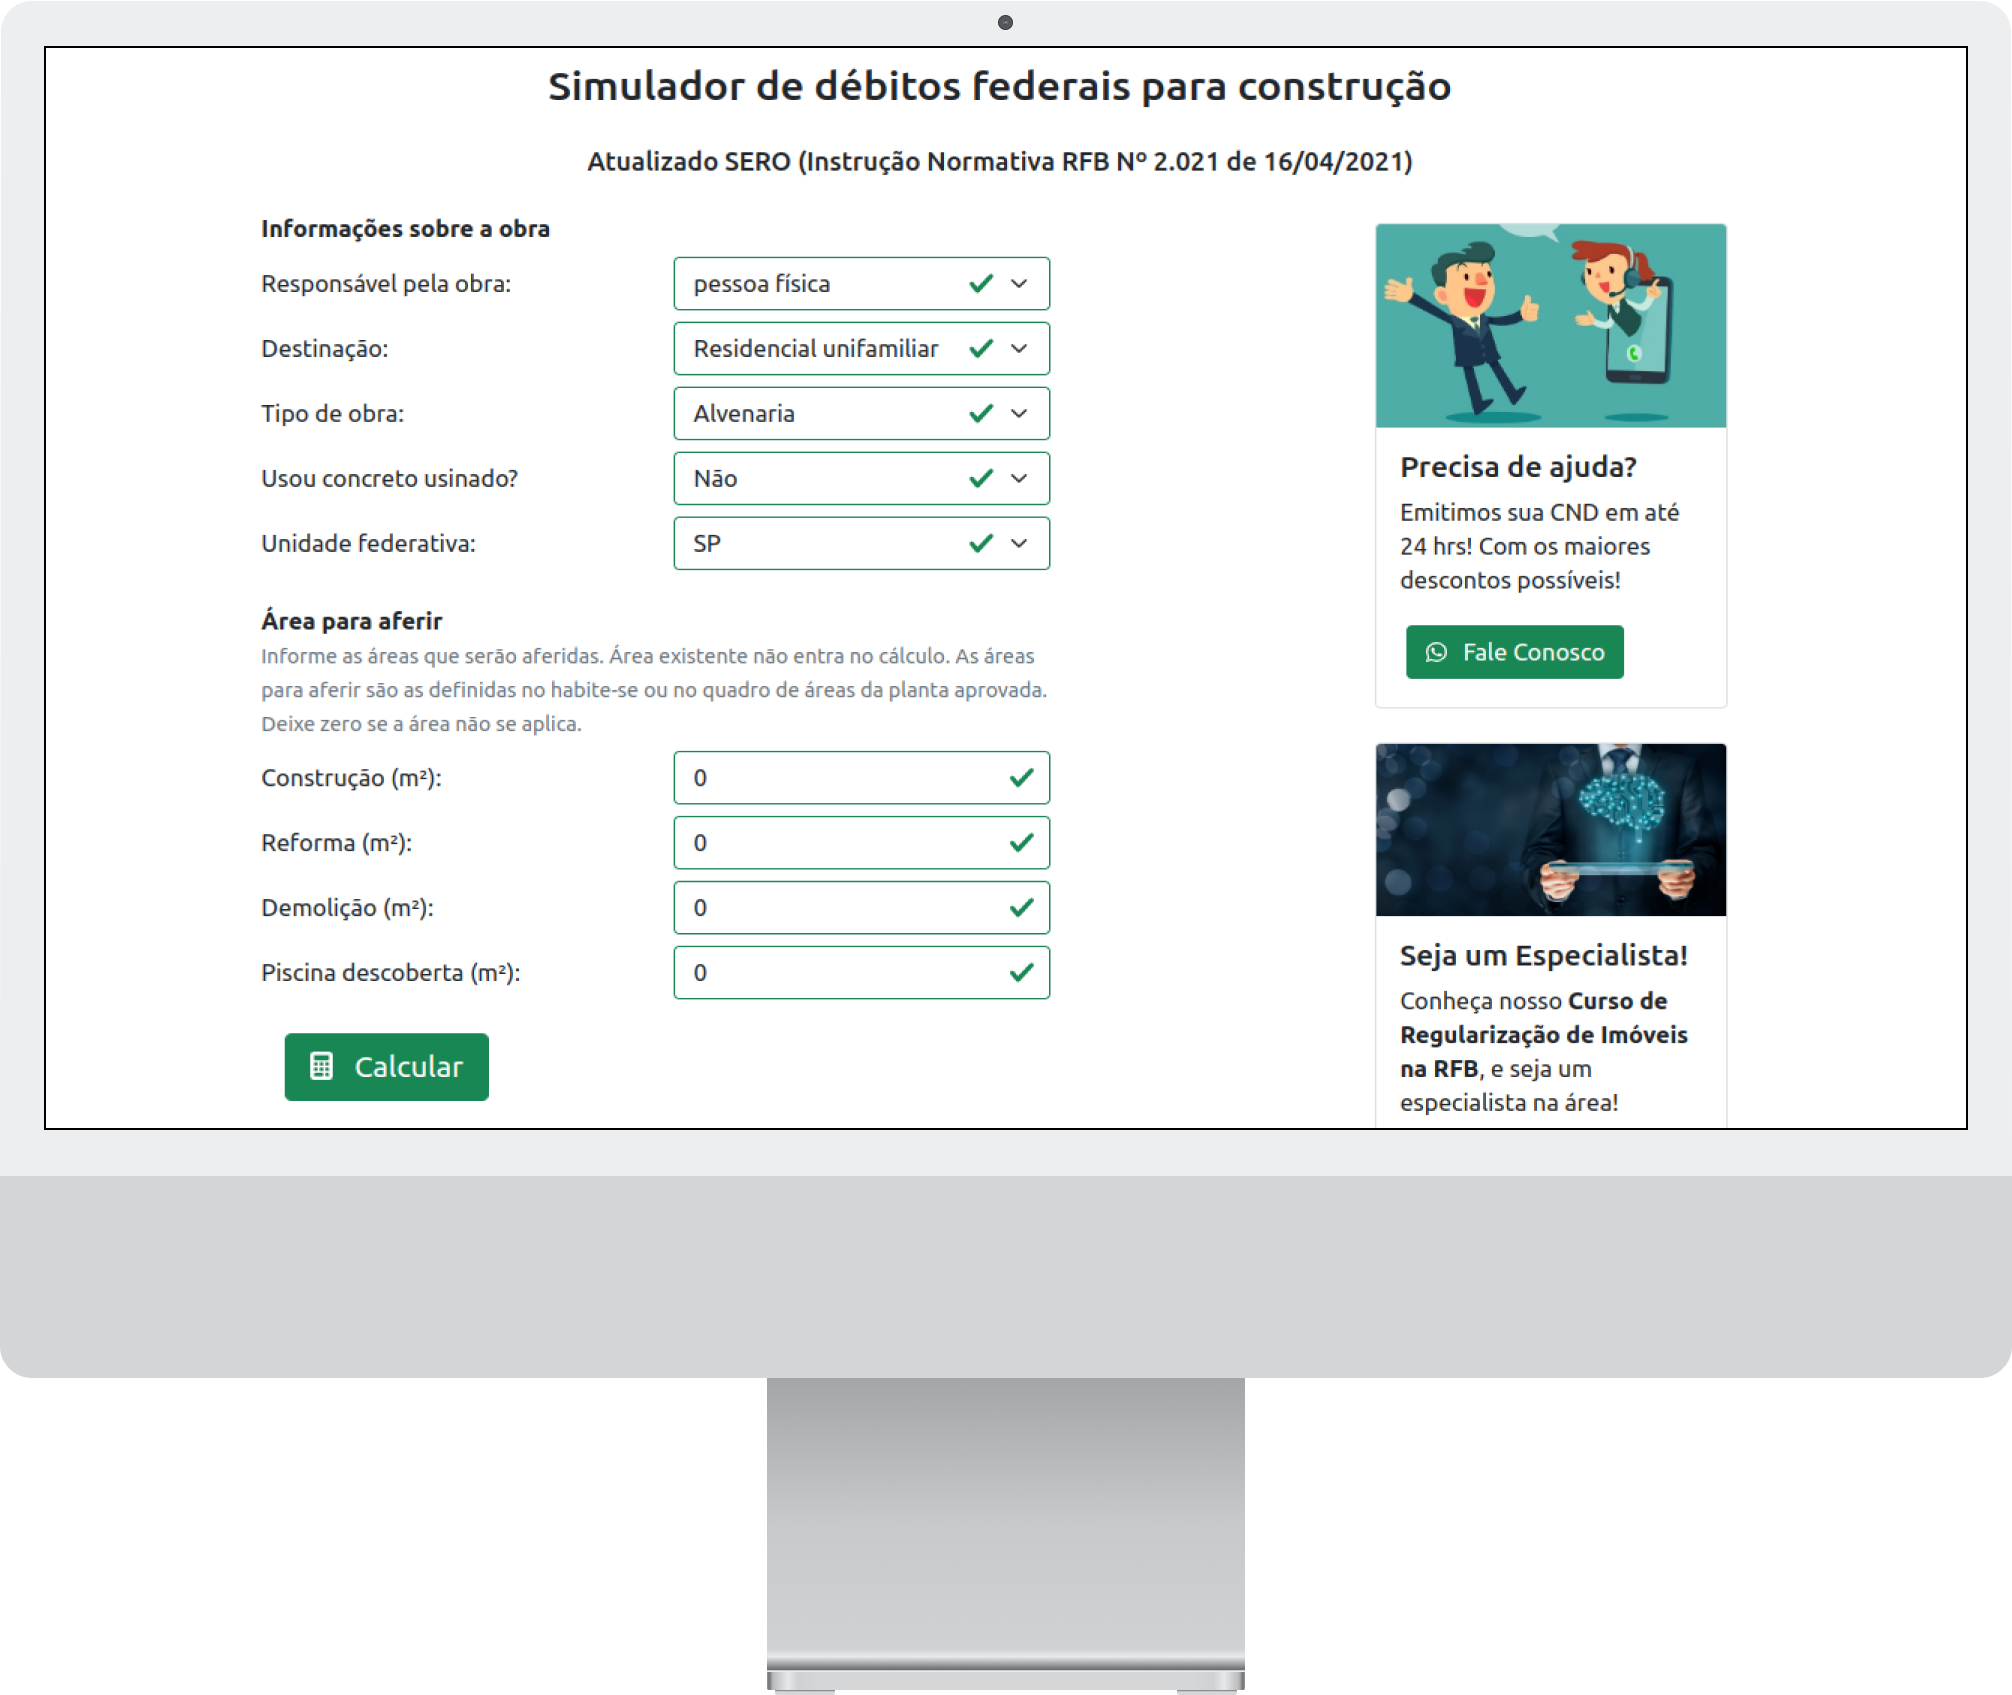 Simulador de débitos federais para construção
Atualizado SERO (Instrução Normativa RFB Nº 2.021 de 16/04/2021)
Informações sobre a obra
Responsável pela obra: pessoa física
Destinação: Residencial unifamiliar
Tipo de obra: Alvenaria
Usou concreto usinado? Não
Unidade federativa: SP
Área para aferir
Informe as áreas que serão aferidas. Área existente não entra no cálculo. As áreas
para aferir são as definidas no habite-se ou no quadro de áreas da planta aprovada.
Deixe zero se a área não se aplica.
Construção (m²): 0
Reforma (m²): 0
Demolição (m²): 0
Piscina descoberta (m²): 0
Calcular
Precisa de ajuda?
Emitimos sua CND em até
24 hrs! Com os maiores
descontos possíveis!
Fale Conosco
Seja um Especialista!
Conheça nosso Curso de
Regularização de Imóveis
na RFB, e seja um
especialista na área!